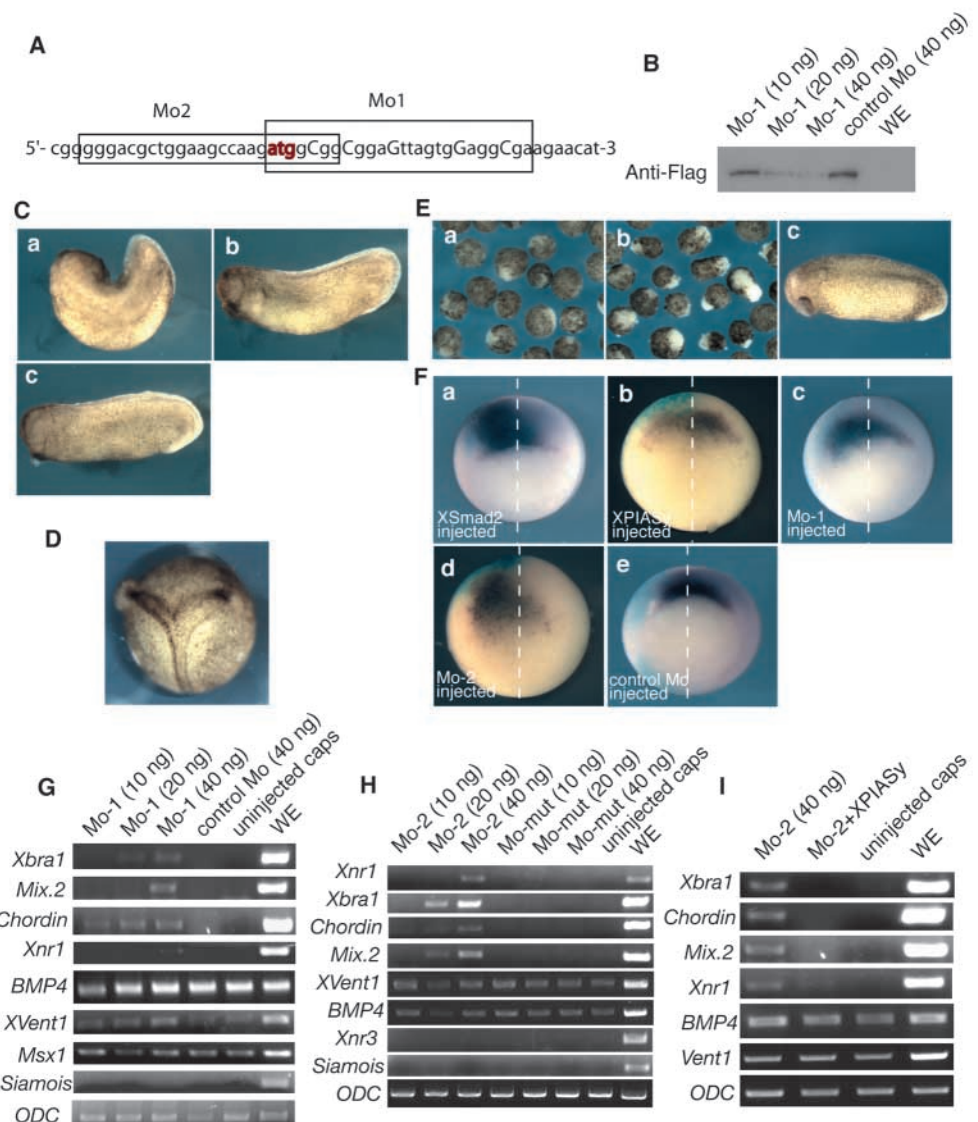 A
Mo2
Mo1
5'- cgggggacgctggaagccaagatggCggCggaGttagtgGaggCgaagaacat-3
B
Mo-1 (10 ng)
Mo-1 (20 ng)
Mo-1 (40 ng)
control Mo (40 ng)
WE
Anti-Flag
C
a
b
c
D
E
a
b
c
F
a
XSmad2
injected
b
XPIASy
injected
c
Mo-1
injected
d
Mo-2
injected
e
control Mo
injected
G
Mo-1 (10 ng)
Mo-1 (20 ng)
Mo-1 (40 ng)
control Mo (40 ng)
uninjected caps
WE
Xbra1
Mix.2
Chordin
Xnr1
BMP4
XVent1
Msx1
Siamois
ODC
H
Mo-2 (10 ng)
Mo-2 (20 ng)
Mo-2 (40 ng)
Mo-mut (10 ng)
Mo-mut (20 ng)
Mo-mut (40 ng)
uninjected caps
WE
Xnr1
Xbra1
Chordin
Mix.2
XVent1
BMP4
Xnr3
Siamois
ODC
I
Mo-2 (40 ng)
Mo-2+XPIASy
uninjected caps
WE
Xbra1
Chordin
Mix.2
Xnr1
BMP4
Vent1
ODC